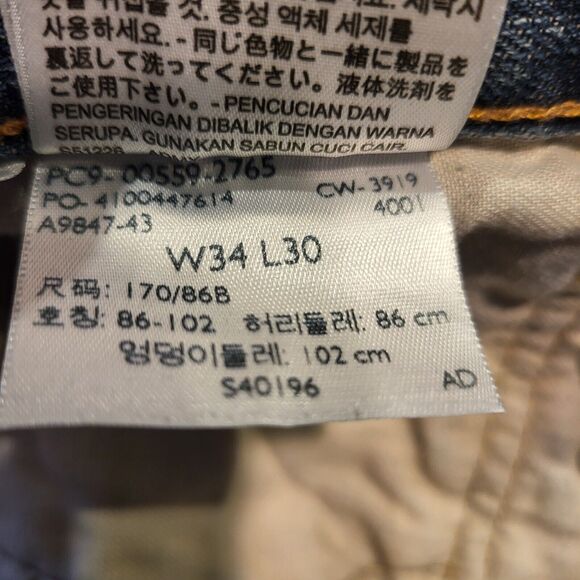 사용하세요. - 同じ色物と一緒に製品を
裏返して洗ってください。液体洗剤を
ご使用下さい。- PENCUCIAN DAN
PENGERINGAN DIBALIK DENGAN WARNA
SERUPA. GUNAKAN SABUN CUCI CAIR.
PC9-00559-2765
PO-4100447614
CW-3919
4001
A9847-43
W34 L30
尺码: 170/86B
호칭: 86-102 허리둘레: 86 cm
엉덩이둘레: 102 cm
S40196
AD